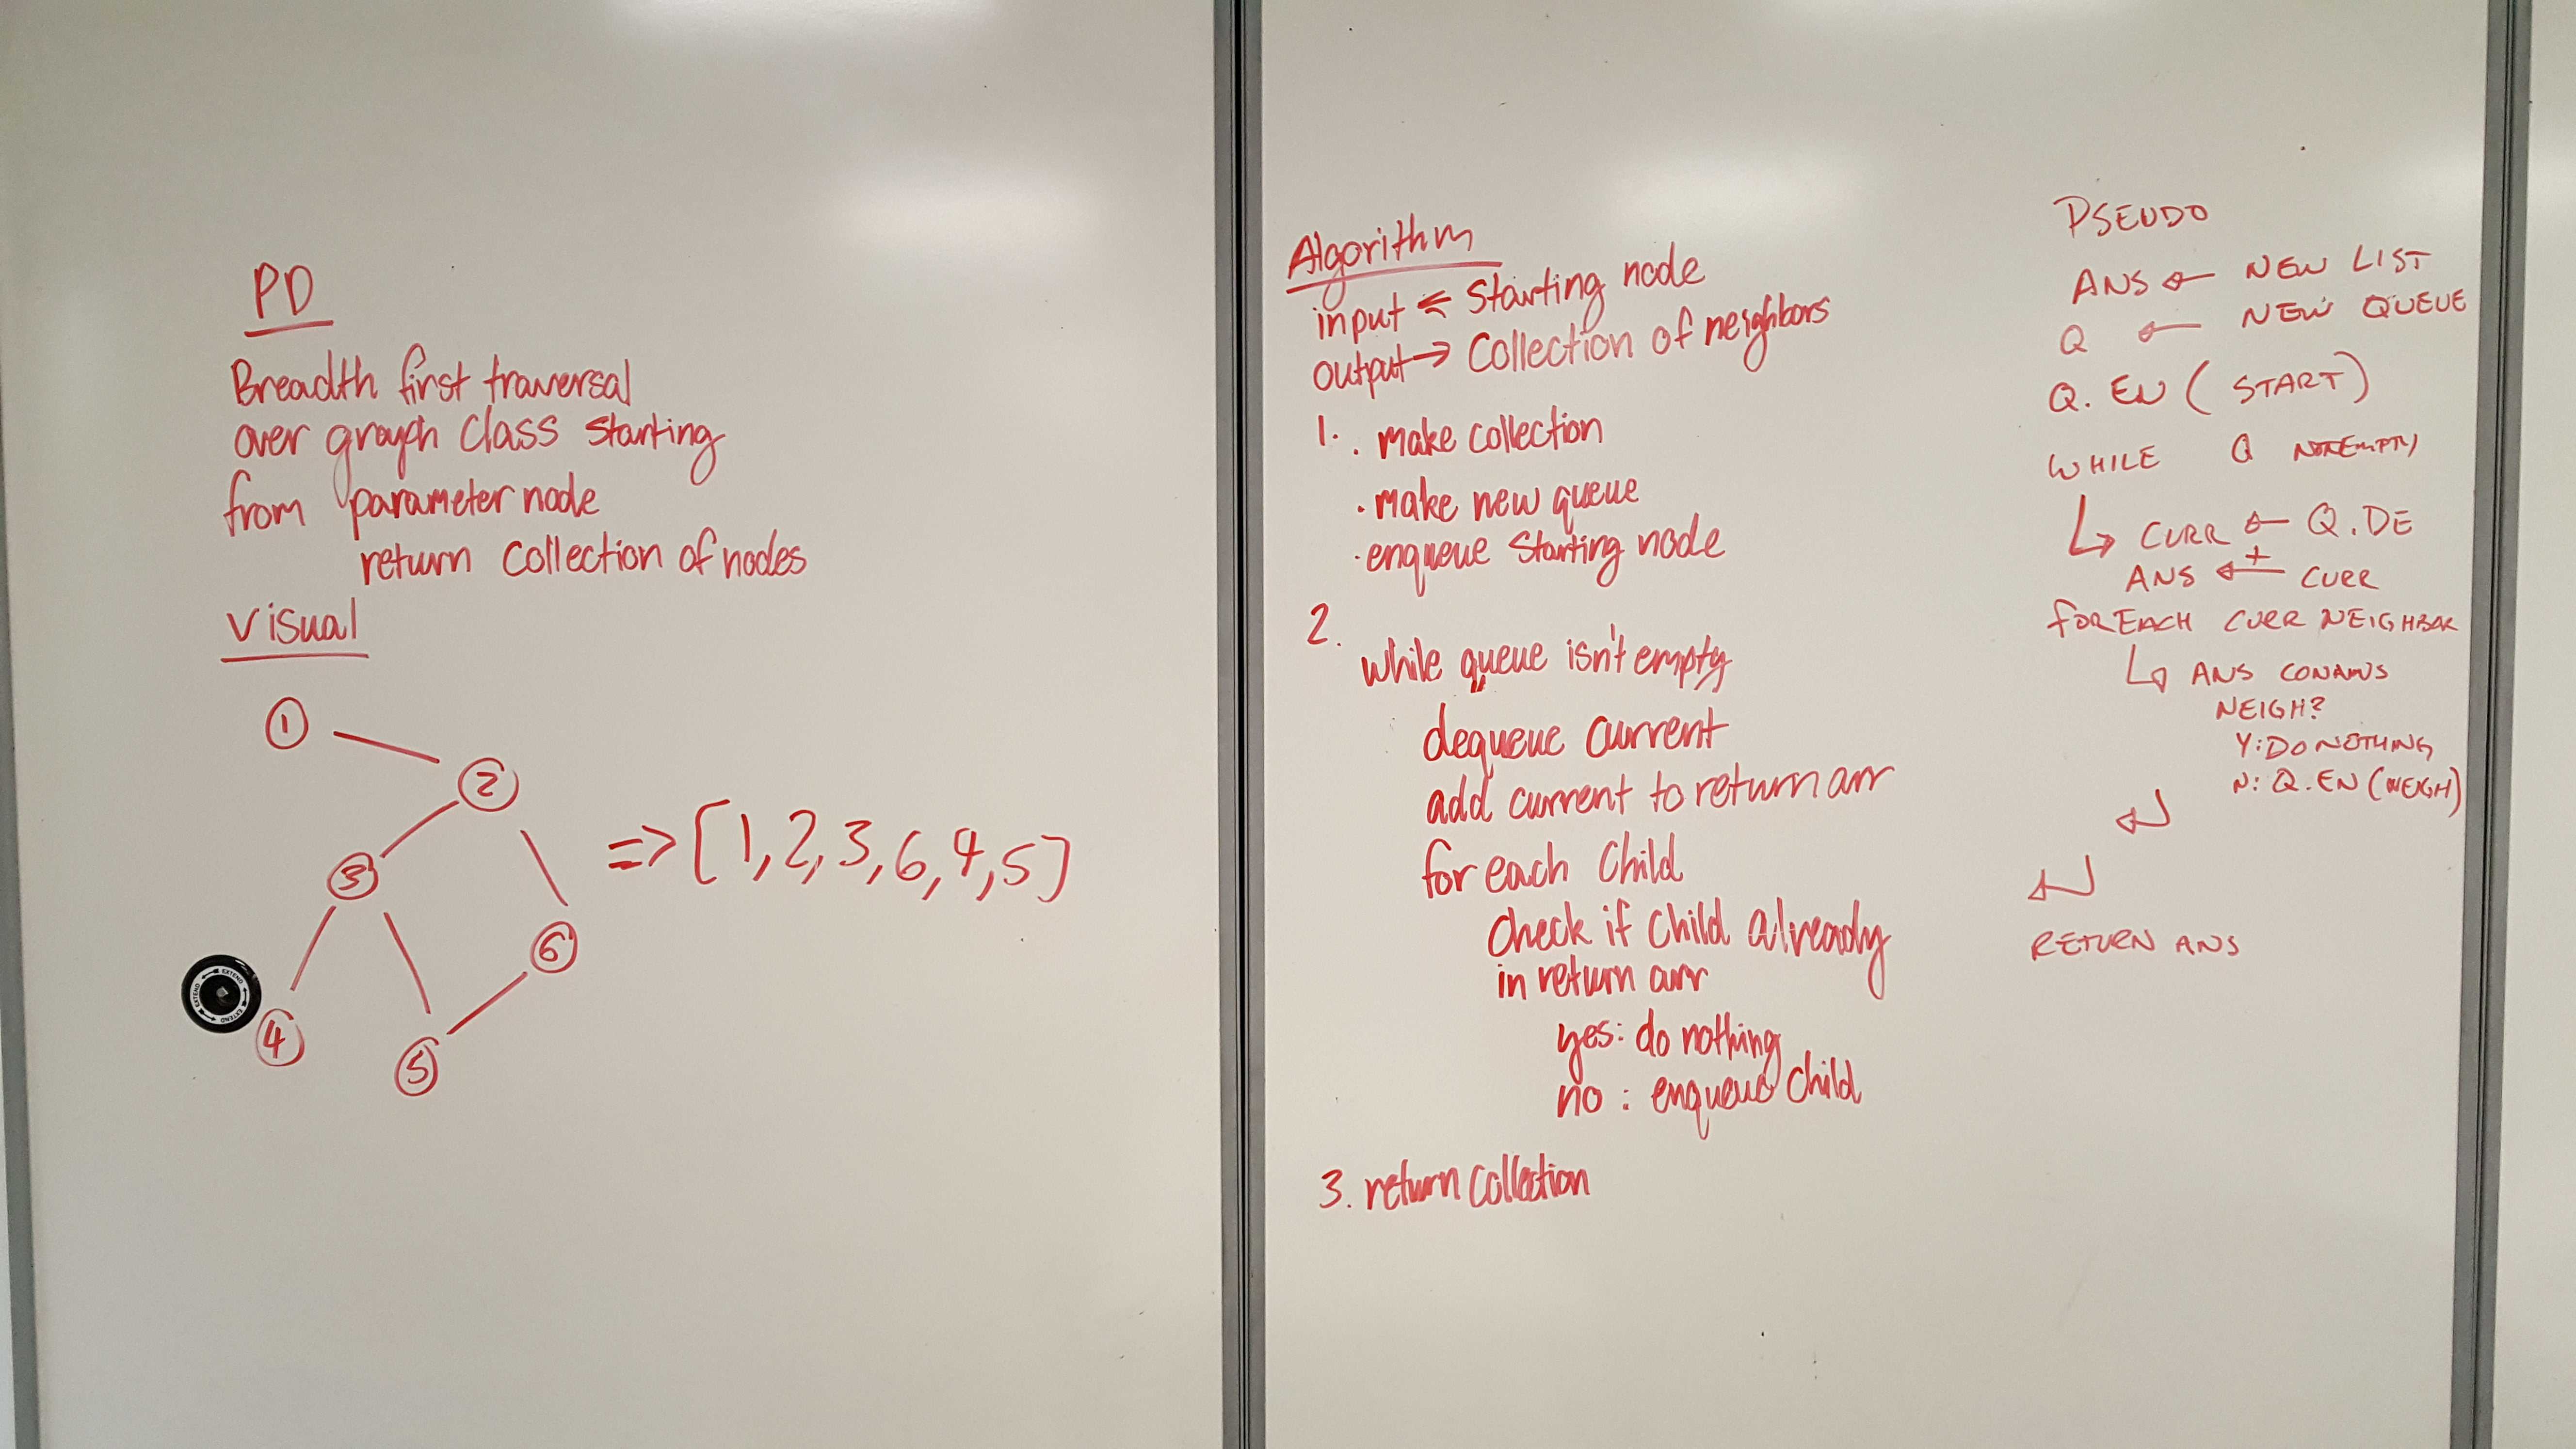 PD
Breadth first traversal
over graph class starting
from parameter node
return collection of nodes
Visual
1
2
3
6
4
5
=> [1,2,3,6,4,5]
EXTEND EXTEND EXTEND
Algorithm
input ← Starting node
output → Collection of neighbors
1. . make collection
. make new queue
. enqueue Starting node
2.
while queue isn't empty
dequeue current
add current to return arr
for each child
check if child already
in return arr
yes: do nothing
no : enqueue child
3. return collection
PSEUDO
ANS ← NEW LIST
Q ← NEW QUEUE
Q. EN ( START )
WHILE Q NOT EMPTY
↳ CURR ← Q.DE
ANS ←+ CURR
FOR EACH CURR NEIGHBOR
↳ ANS CONAINS
NEIGH?
Y: DO NOTHING
N: Q.EN (NEIGH)
↵
↵
RETURN ANS